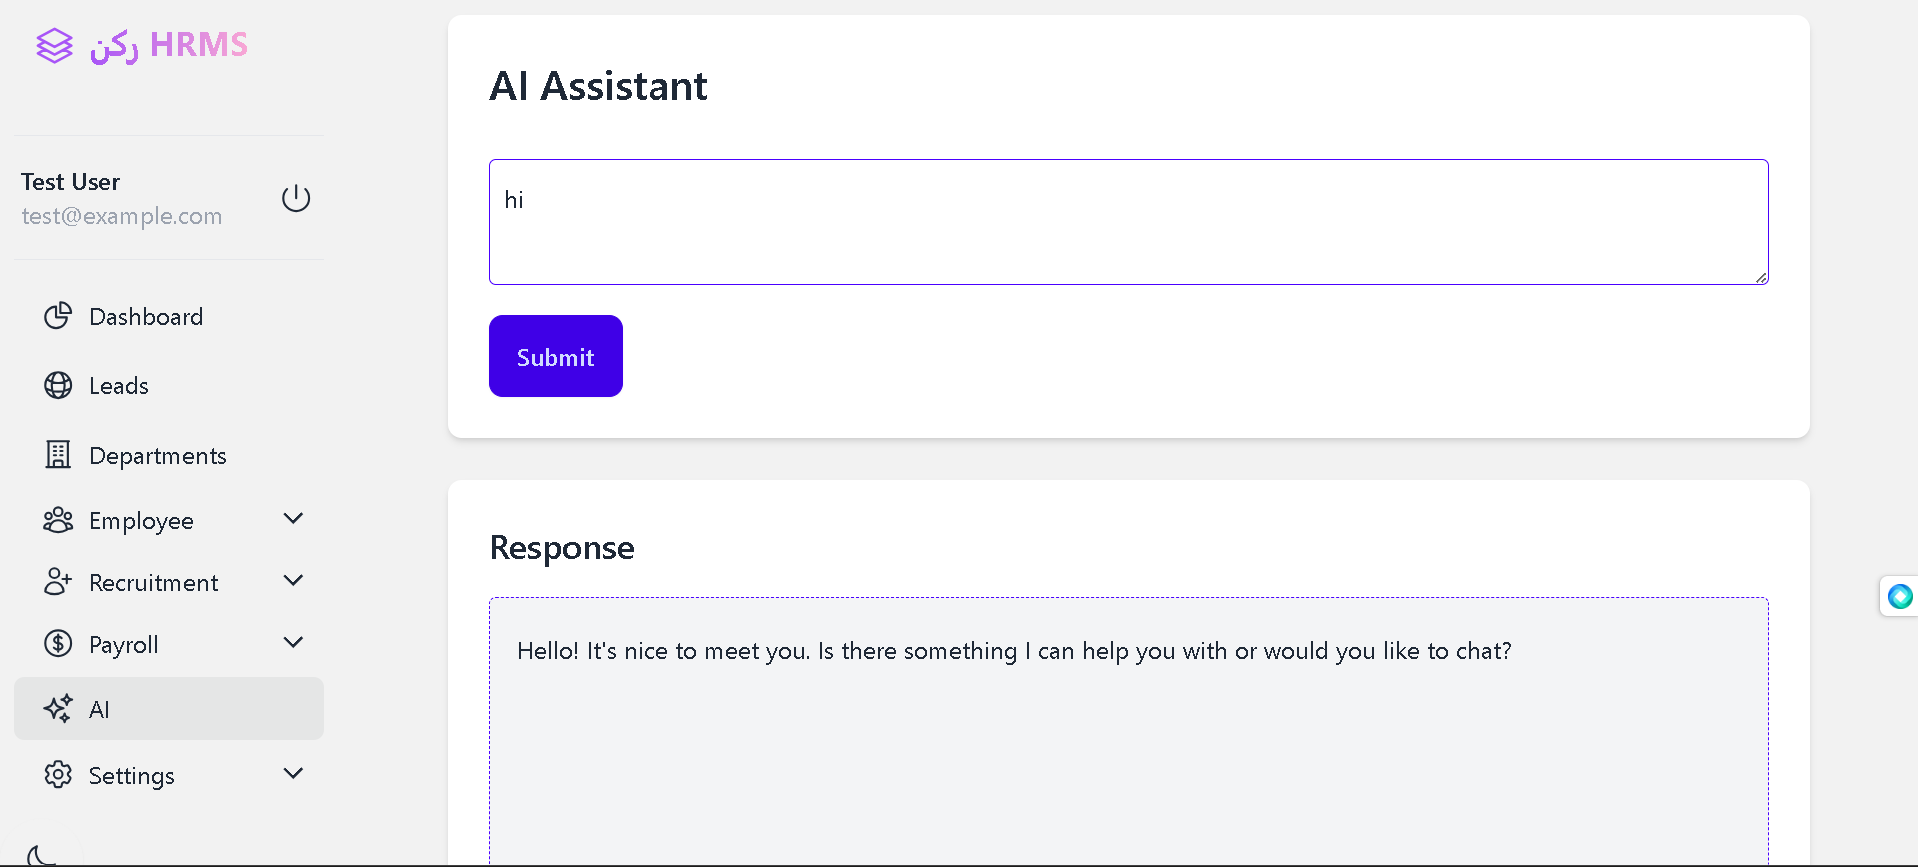 ركن HRMS
Test User
test@example.com
Dashboard
Leads
Departments
Employee
Recruitment
Payroll
AI
Settings
AI Assistant
hi
Submit
Response
Hello! It's nice to meet you. Is there something I can help you with or would you like to chat?